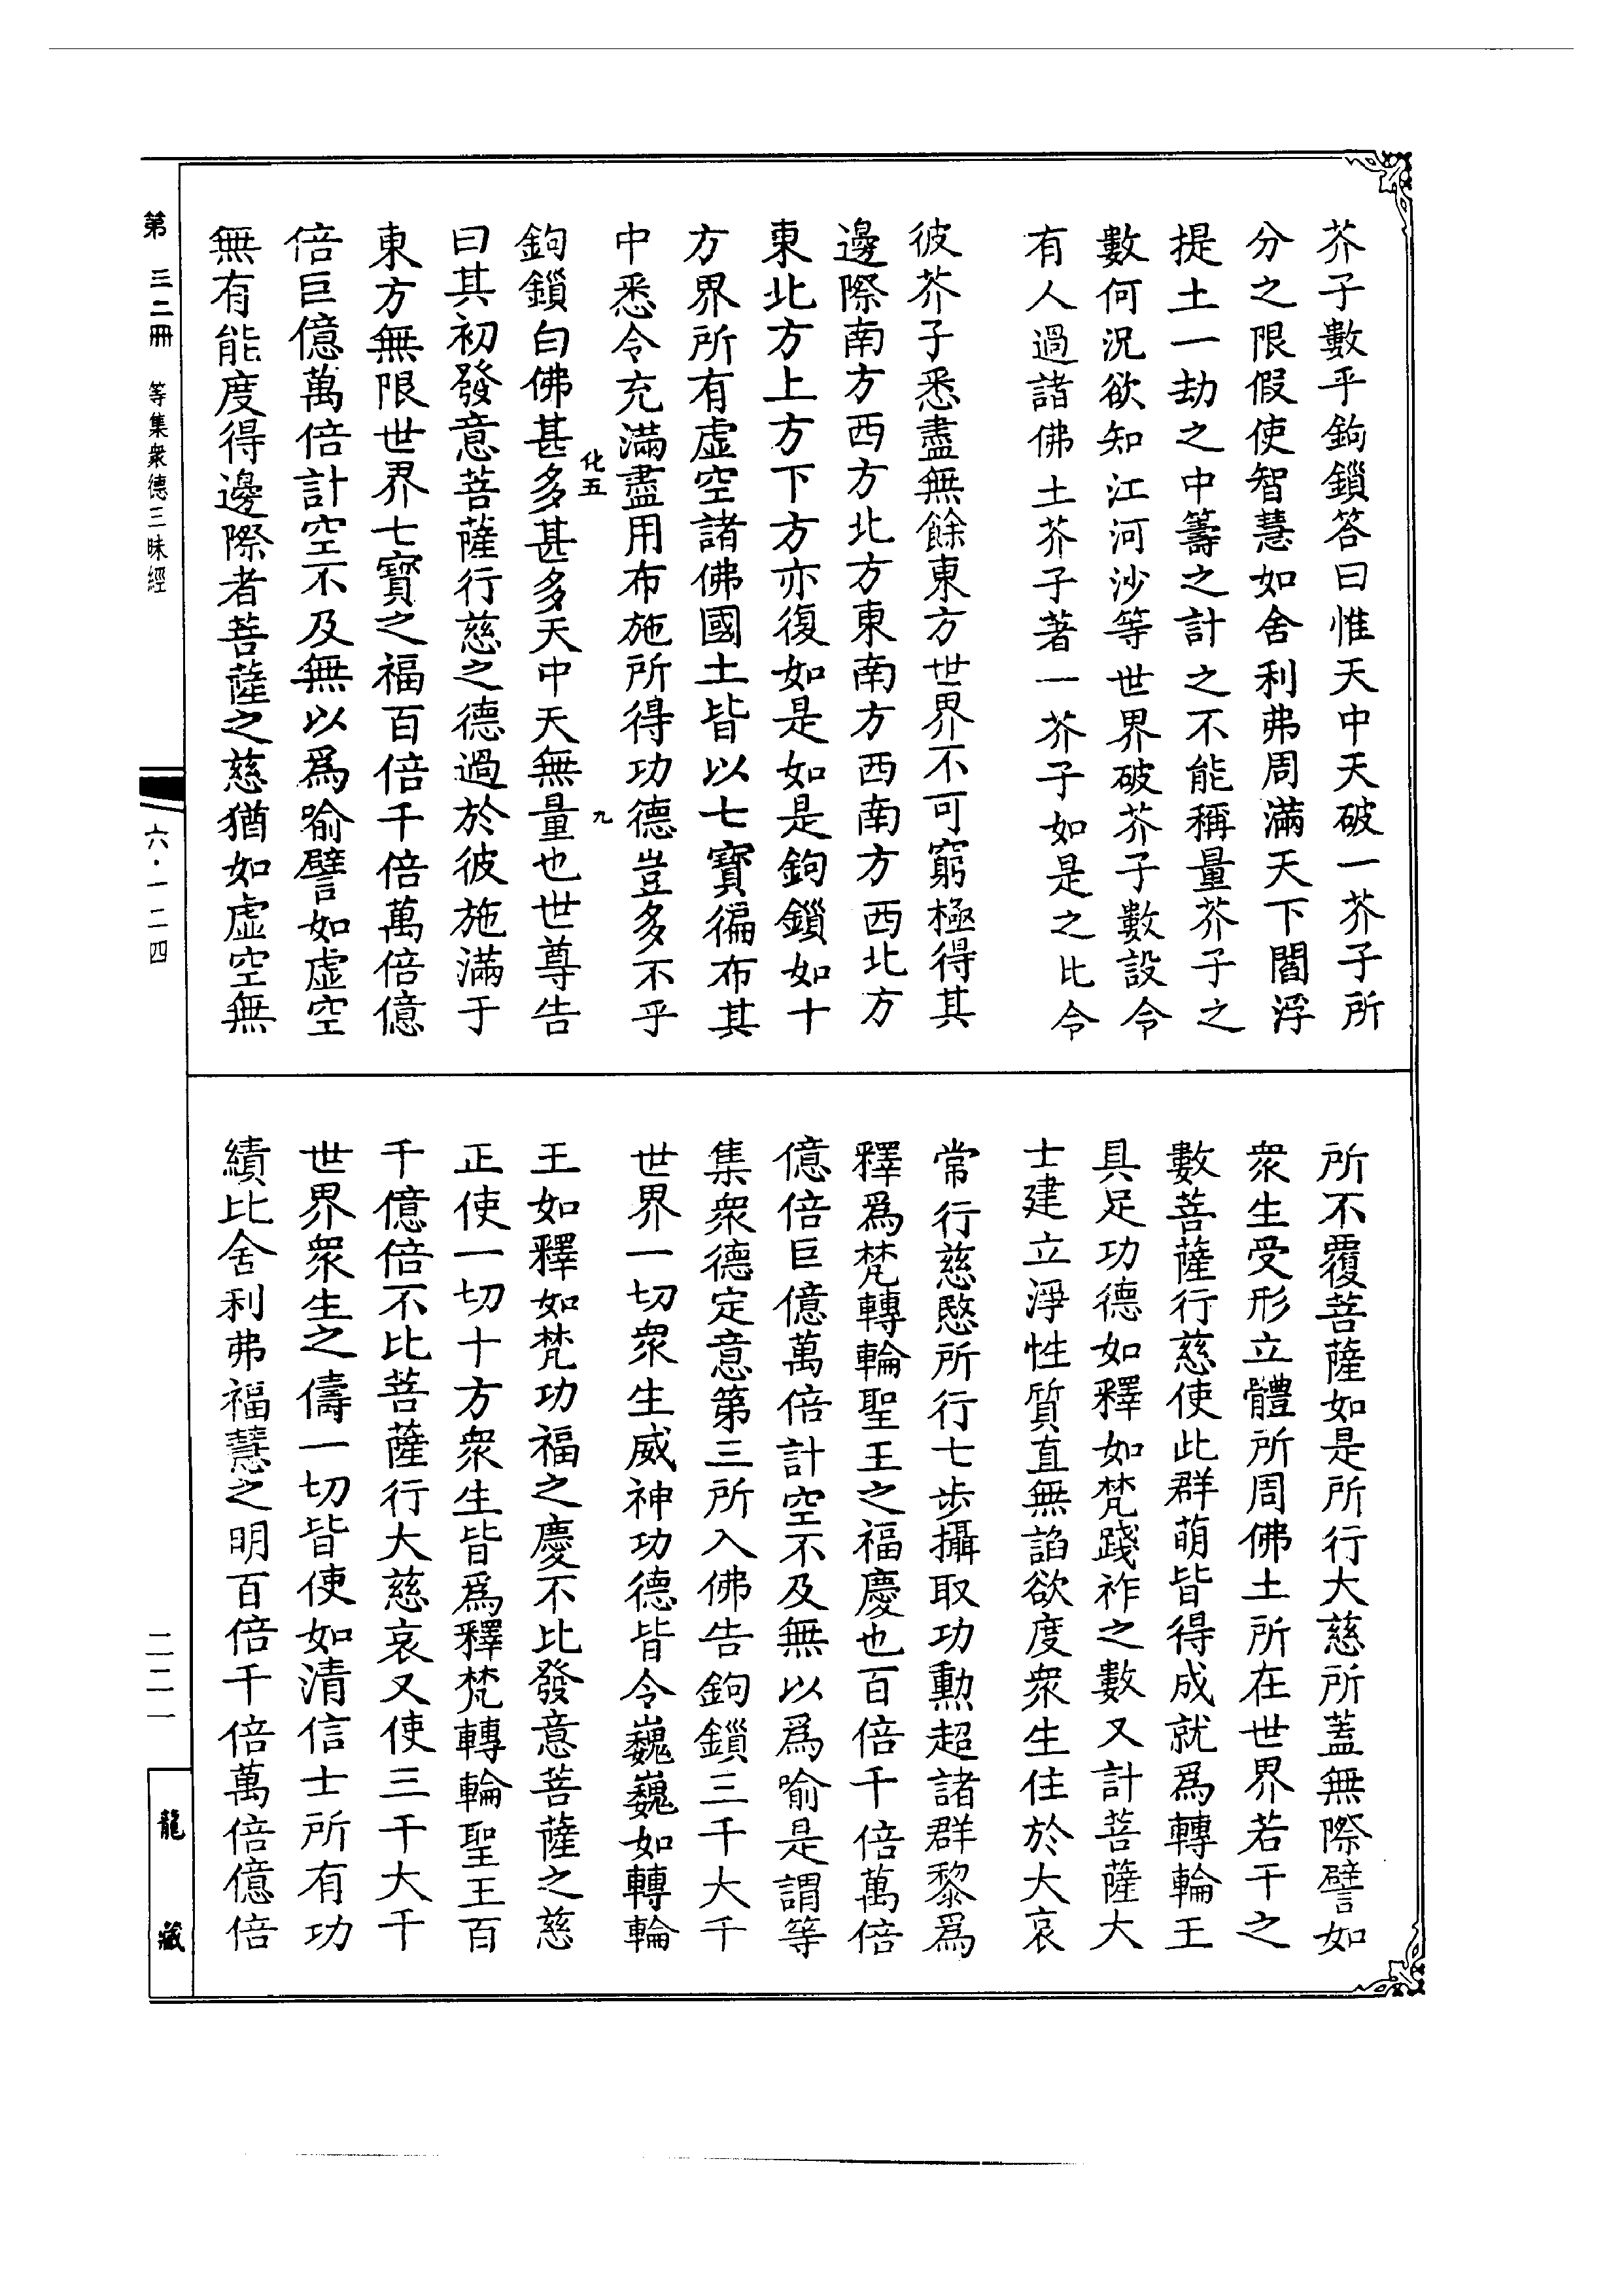 芥子數乎鉤鎖答曰惟天中天破一芥子所
分之限假使智慧如舍利弗周滿天下閻浮
提土一劫之中籌之計之不能稱量芥子之
數何況欲知江河沙等世界破芥子數設令
有人過諸佛土芥子著一芥子如是之比令
彼芥子悉盡無餘東方世界不可窮極得其
邊際南方西方北方東南方西南方西北方
東北方上方下方亦復如是如是鉤鎖如十
方界所有虛空諸佛國土皆以七寶徧布其
中悉令充滿盡用布施所得功德豈多不乎
化五
九
鉤鎖白佛甚多甚多天中天無量也世尊告
曰其初發意菩薩行慈之德過於彼施滿于
東方無限世界七寶之福百倍千倍萬倍億
倍巨億萬倍計空不及無以爲喻譬如虛空
無有能度得邊際者菩薩之慈猶如虛空無
所不覆菩薩如是所行大慈所蓋無際譬如
衆生受形立體所周佛土所在世界若干之
數菩薩行慈使此群萌皆得成就爲轉輪王
具足功德如釋如梵踐祚之數又計菩薩大
士建立淨性質直無諂欲度衆生住於大哀
常行慈愍所行七步攝取功勳超諸群黎爲
釋爲梵轉輪聖王之福慶也百倍千倍萬倍
億倍巨億萬倍計空不及無以爲喻是謂等
集衆德定意第三所入佛告鉤鎖三千大千
世界一切衆生威神功德皆令巍巍如轉輪
王如釋如梵功福之慶不比發意菩薩之慈
正使一切十方衆生皆爲釋梵轉輪聖王百
千億倍不比菩薩行大慈哀又使三千大千
世界衆生之儔一切皆使如清信士所有功
績比舍利弗福慧之明百倍千倍萬倍億倍
第三二冊 等集衆德三昧經
六·一二四
二二一
龍藏